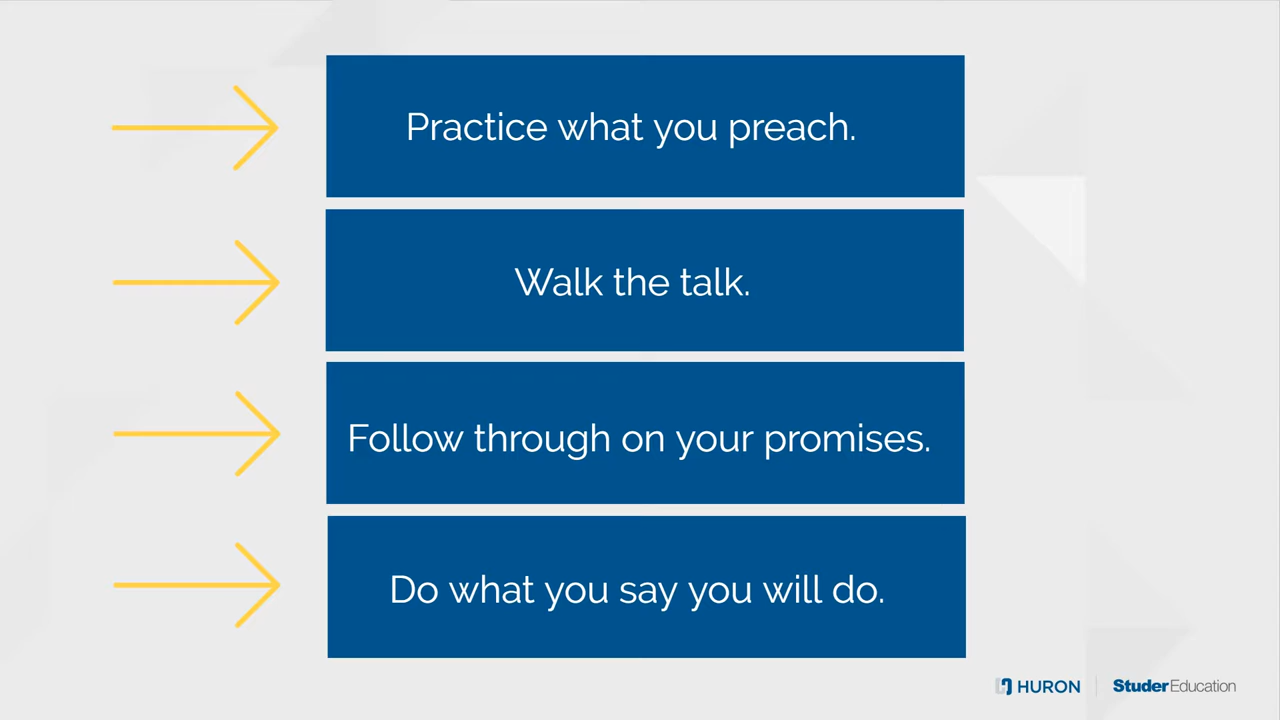 Practice what you preach.
Walk the talk.
Follow through on your promises.
Do what you say you will do.
HURON
StuderEducation